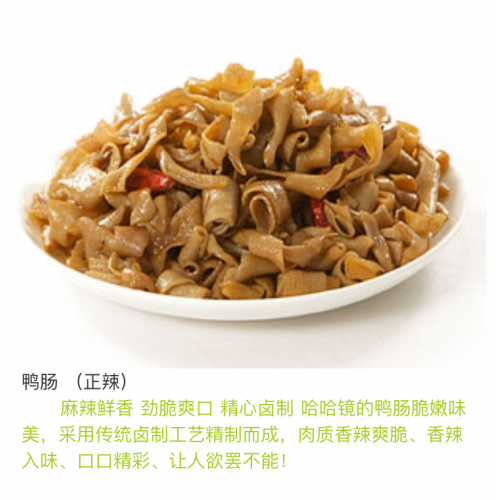 鸭肠 （正辣）
麻辣鲜香 劲脆爽口 精心卤制 哈哈镜的鸭肠脆嫩味
美，采用传统卤制工艺精制而成，肉质香辣爽脆、香辣
入味、口口精彩、让人欲罢不能！